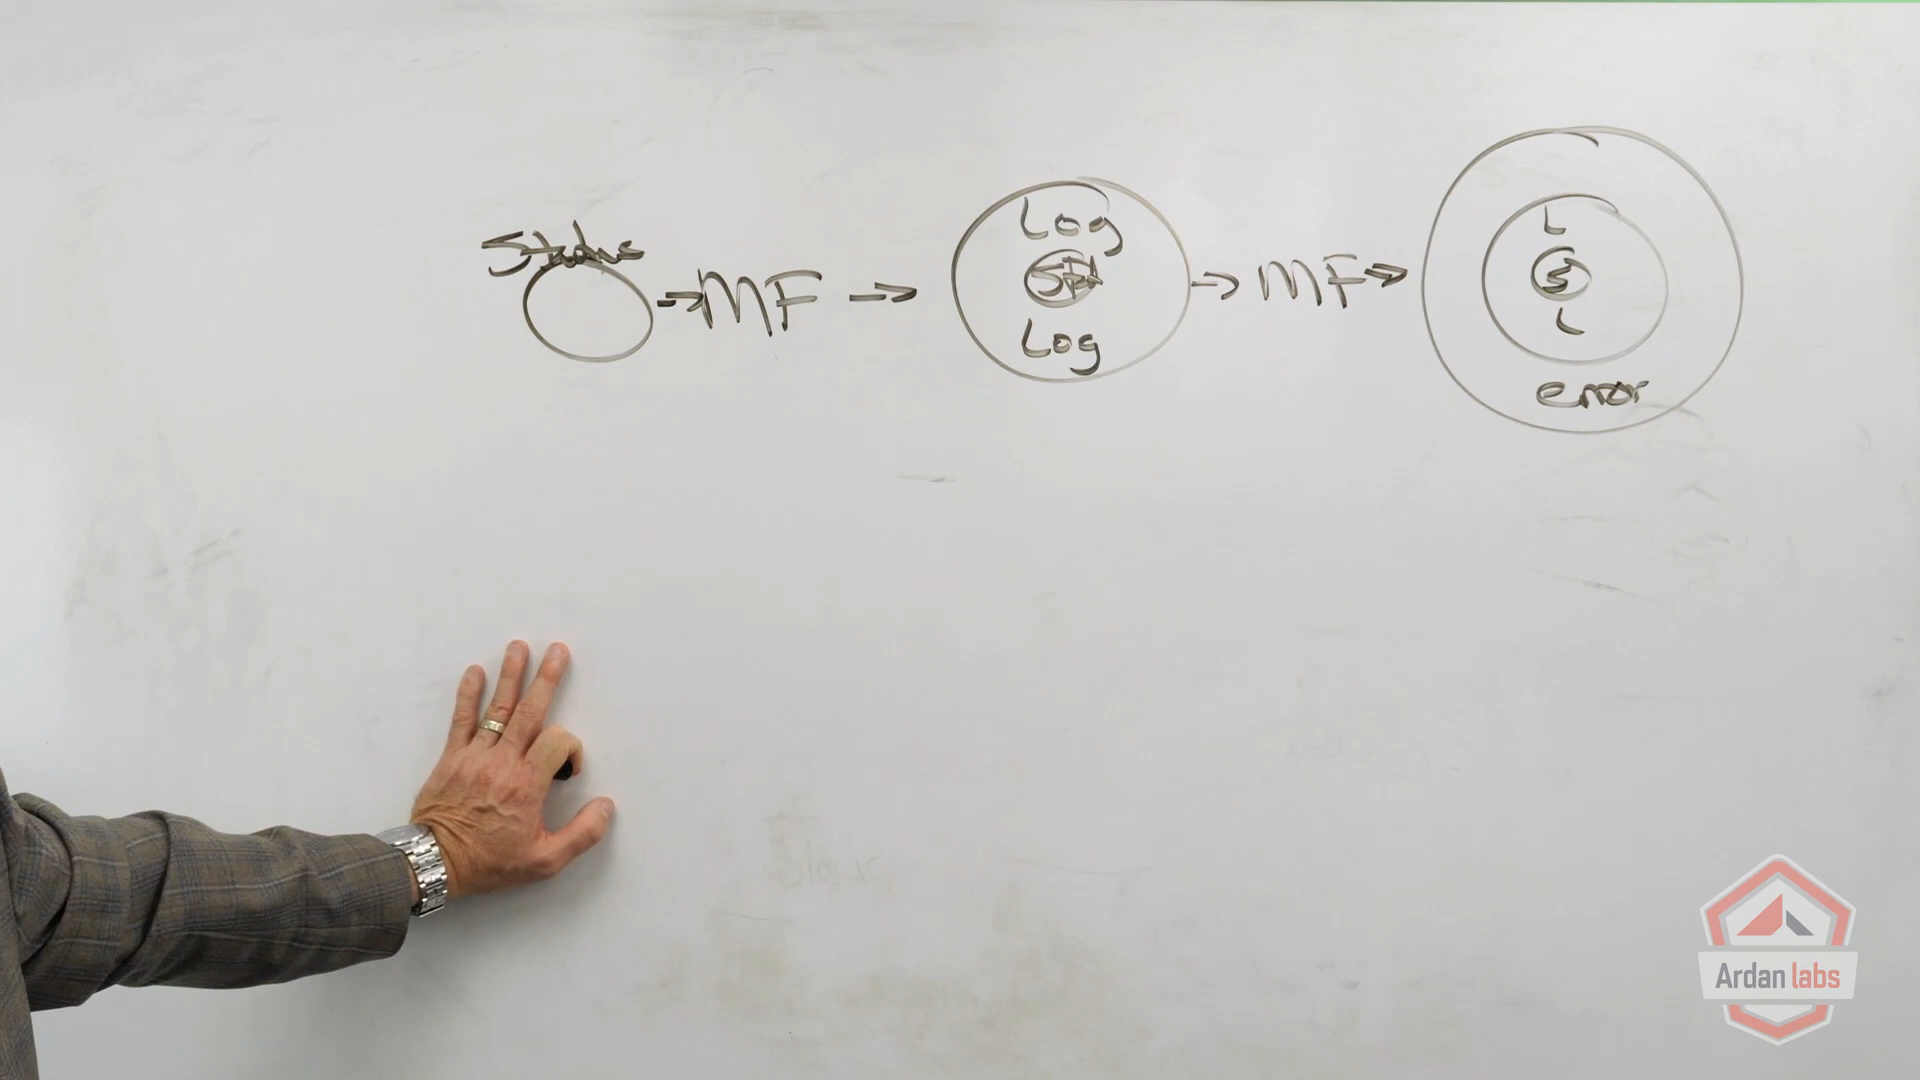 Status
→ MF →
Log
Log
→ MF →
L
S
L
error
Ardan labs